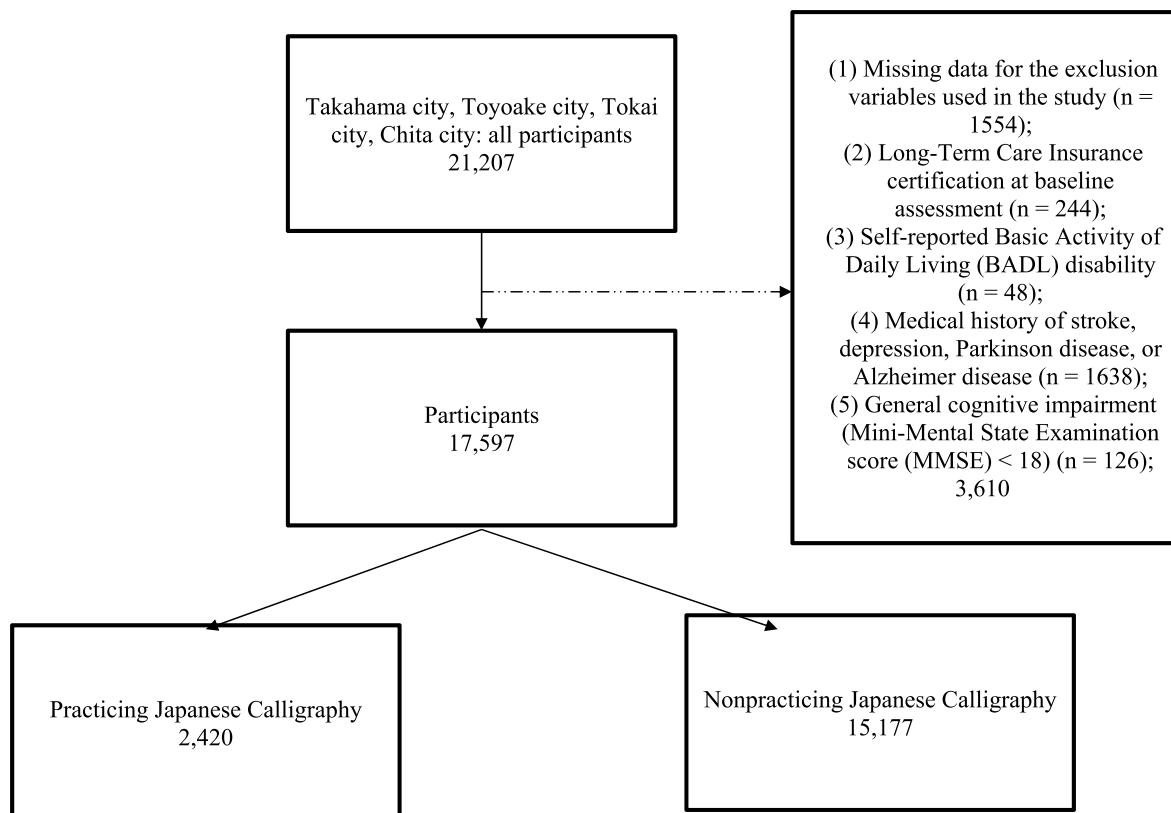 Takahama city, Toyoake city, Tokai
city, Chita city: all participants
21,207
(1) Missing data for the exclusion
variables used in the study (n =
1554);
(2) Long-Term Care Insurance
certification at baseline
assessment (n = 244);
(3) Self-reported Basic Activity of
Daily Living (BADL) disability
(n = 48);
(4) Medical history of stroke,
depression, Parkinson disease, or
Alzheimer disease (n = 1638);
(5) General cognitive impairment
(Mini-Mental State Examination
score (MMSE) < 18) (n = 126);
3,610
Participants
17,597
Practicing Japanese Calligraphy
2,420
Nonpracticing Japanese Calligraphy
15,177